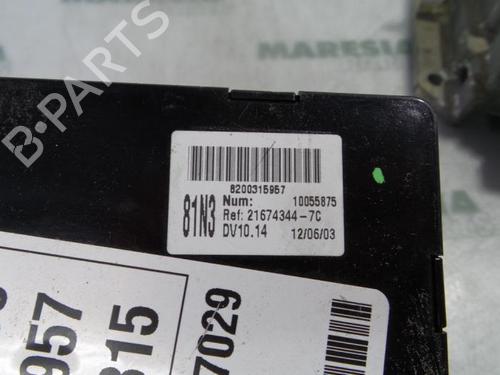 B-PARTS
MARESIA
8200315957
81N3
Num: 10055875
Ref: 21674344-7C
DV10.14 12/06/03
957
315
7029